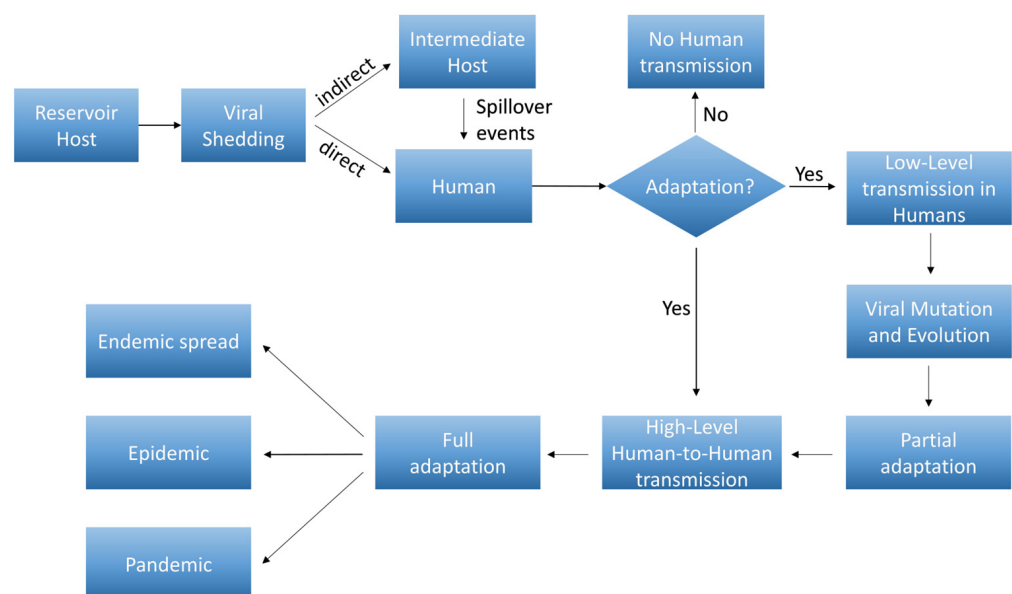 Reservoir
Host
Viral
Shedding
indirect
direct
Intermediate
Host
Spillover
events
Human
Adaptation?
No
No Human
transmission
Yes
Low-Level
transmission in
Humans
Viral Mutation
and Evolution
Partial
adaptation
Yes
High-Level
Human-to-Human
transmission
Full
adaptation
Endemic spread
Epidemic
Pandemic